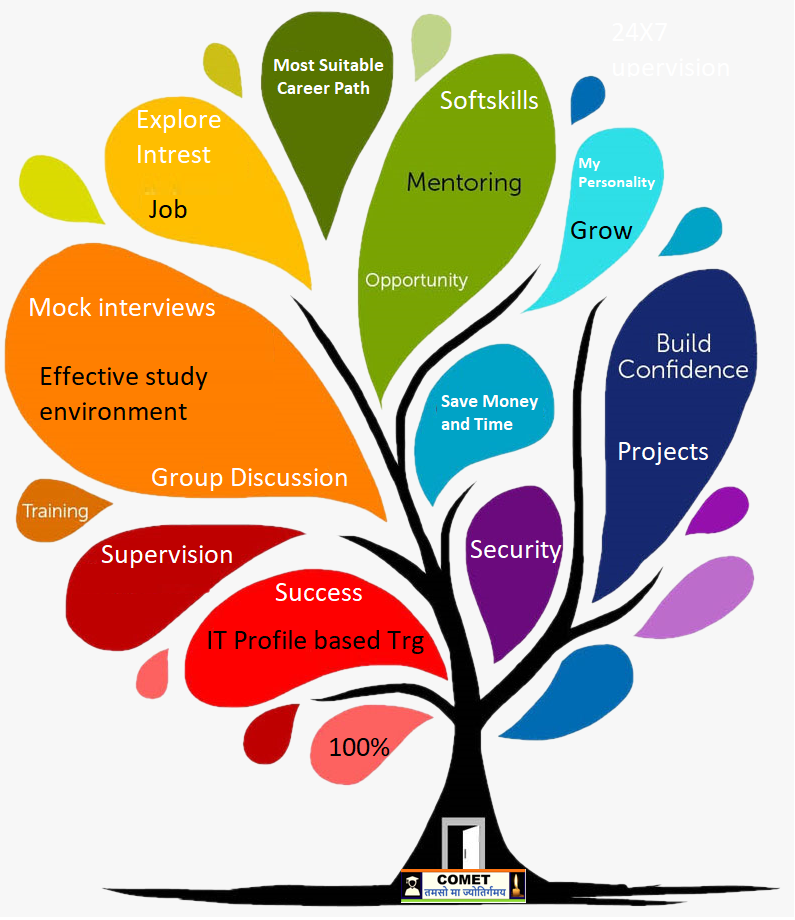 24X7
upervision
Most Suitable
Career Path
Softskills
Explore
Intrest
Mentoring
My
Personality
Job
Grow
Opportunity
Mock interviews
Build
Confidence
Effective study
environment
Save Money
and Time
Projects
Group Discussion
Training
Supervision
Security
Success
IT Profile based Trg
100%
COMET
तमसो मा ज्योतिर्गमय